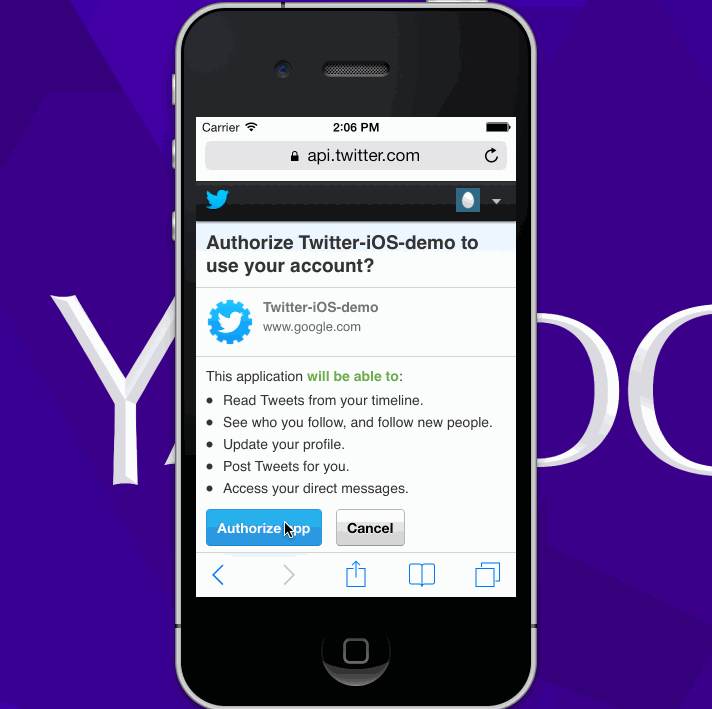 Carrier
2:06 PM
api.twitter.com
Authorize Twitter-iOS-demo to
use your account?
Twitter-iOS-demo
www.google.com
This application will be able to:
• Read Tweets from your timeline.
• See who you follow, and follow new people.
• Update your profile.
• Post Tweets for you.
• Access your direct messages.
Authorize
Cancel